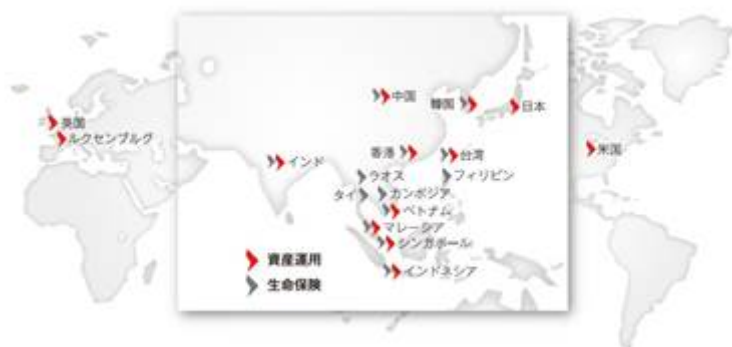 中国
韓国
日本
英国
ルクセンブルグ
米国
香港
台湾
インド
ラオス
フィリピン
タイ
カンボジア
ベトナム
マレーシア
シンガポール
資産運用
インドネシア
生命保険